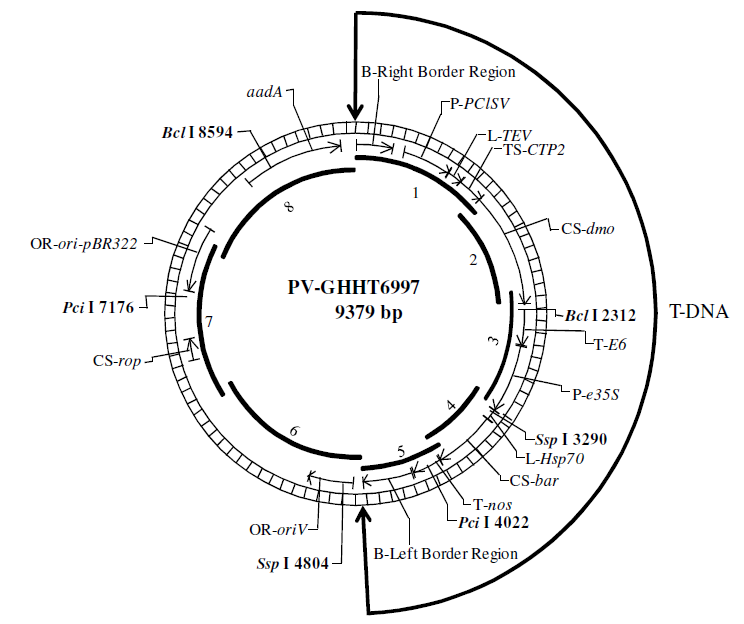 B-Right Border Region
aadA
P-PClSV
Bcl I 8594
L-TEV
TS-CTP2
8
1
CS-dmo
OR-ori-pBR322
2
PV-GHHT6997
9379 bp
Pci I 7176
Bcl I 2312
T-DNA
7
3
T-E6
CS-rop
P-e35S
4
6
5
Ssp I 3290
L-Hsp70
CS-bar
T-nos
Pci I 4022
OR-oriV
B-Left Border Region
Ssp I 4804